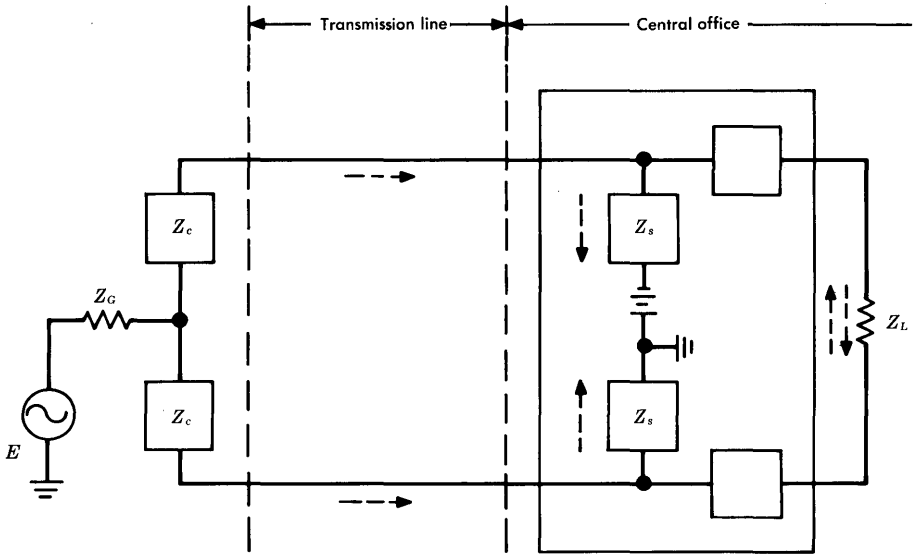 Transmission line
Central office
Z_c
Z_s
Z_G
Z_L
Z_c
Z_s
E